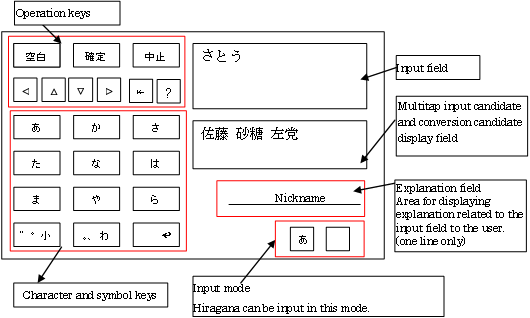 Operation keys
空白 確定 中止
◁ △ ▽ ▷ ⇤ ?
あ か さ
た な は
ま や ら
゛゜小 。、わ ↵
さとう
佐藤 砂糖 左党
Nickname
あ
Input field
Multitap input candidate
and conversion candidate
display field
Explanation field
Area for displaying
explanation related to the
input field to the user.
(one line only)
Character and symbol keys
Input mode
Hiragana can be input in this mode.